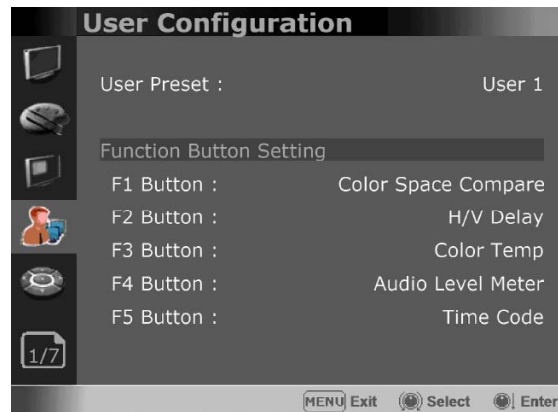 User Configuration
User Preset : User 1
Function Button Setting
F1 Button : Color Space Compare
F2 Button : H/V Delay
F3 Button : Color Temp
F4 Button : Audio Level Meter
F5 Button : Time Code
1/7
MENU Exit Select Enter